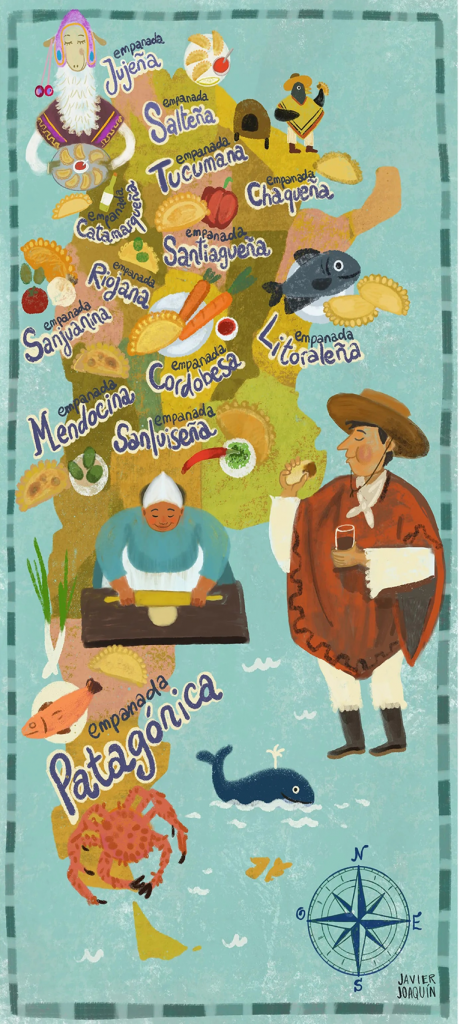 empanada
Jujeña
empanada
Salteña
empanada
Tucumana
empanada
Chaqueña
empanada
Catamarqueña
empanada
Santiagueña
empanada
Riojana
empanada
Sanjuanina
empanada
Litoraleña
empanada
Cordobesa
empanada
Mendocina
empanada
Sanluiseña
empanada
Patagónica
N
O
E
S
JAVIER
JOAQUÍN